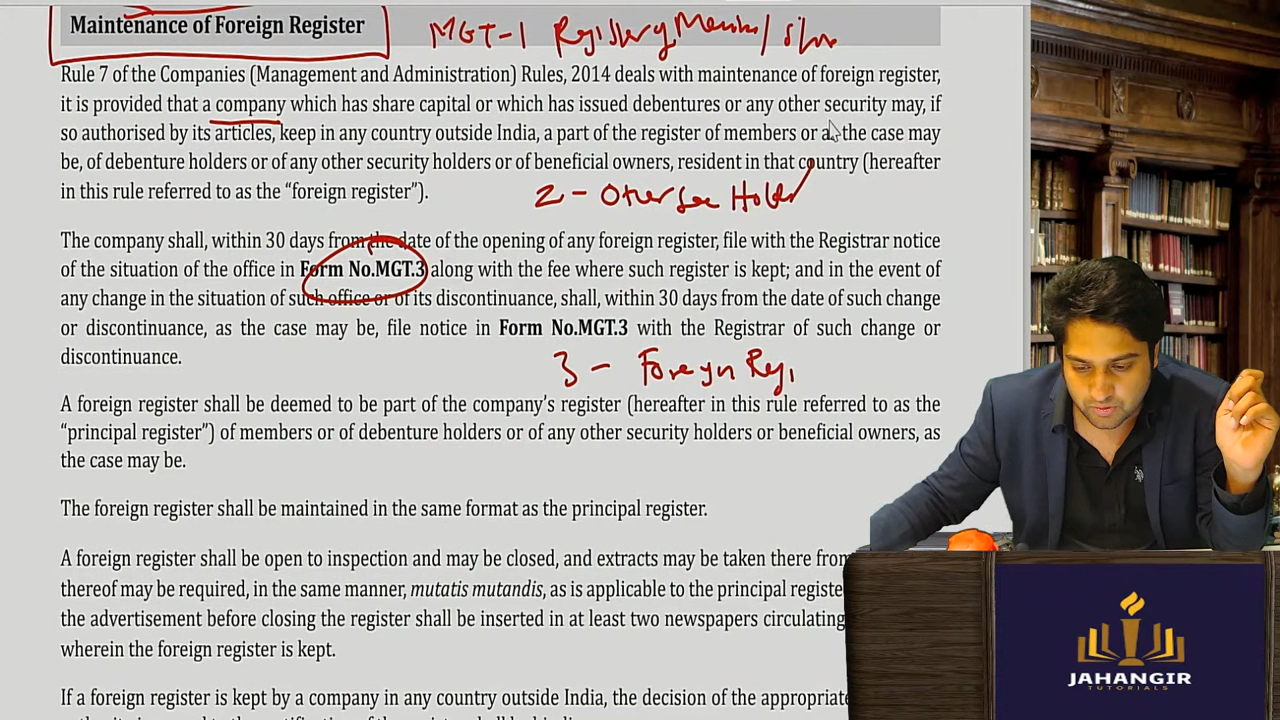 Maintenance of Foreign Register
MGT-1 Register of
Rule 7 of the Companies (Management and Administration) Rules, 2014 deals with maintenance of foreign register,
it is provided that a company which has share capital or which has issued debentures or any other security may, if
so authorised by its articles, keep in any country outside India, a part of the register of members or as the case may
be, of debenture holders or of any other security holders or of beneficial owners, resident in that country (hereafter
in this rule referred to as the “foreign register”).
2 - Other Sec Holder
The company shall, within 30 days from the date of the opening of any foreign register, file with the Registrar notice
of the situation of the office in Form No.MGT.3 along with the fee where such register is kept; and in the event of
any change in the situation of such office or of its discontinuance, shall, within 30 days from the date of such change
or discontinuance, as the case may be, file notice in Form No.MGT.3 with the Registrar of such change or
discontinuance.
3 - Foreign Reg
A foreign register shall be deemed to be part of the company’s register (hereafter in this rule referred to as the
“principal register”) of members or of debenture holders or of any other security holders or beneficial owners, as
the case may be.
The foreign register shall be maintained in the same format as the principal register.
A foreign register shall be open to inspection and may be closed, and extracts may be taken there from
thereof may be required, in the same manner, mutatis mutandis, as is applicable to the principal registe
the advertisement before closing the register shall be inserted in at least two newspapers circulating
wherein the foreign register is kept.
If a foreign register is kept by a company in any country outside India, the decision of the appropriate
JAHANGIR
TUTORIALS